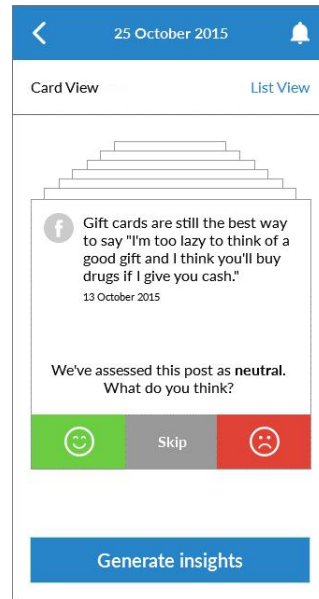 25 October 2015
Card View
List View
f
Gift cards are still the best way
to say "I'm too lazy to think of a
good gift and I think you'll buy
drugs if I give you cash."
13 October 2015
We've assessed this post as neutral.
What do you think?
Skip
Generate insights